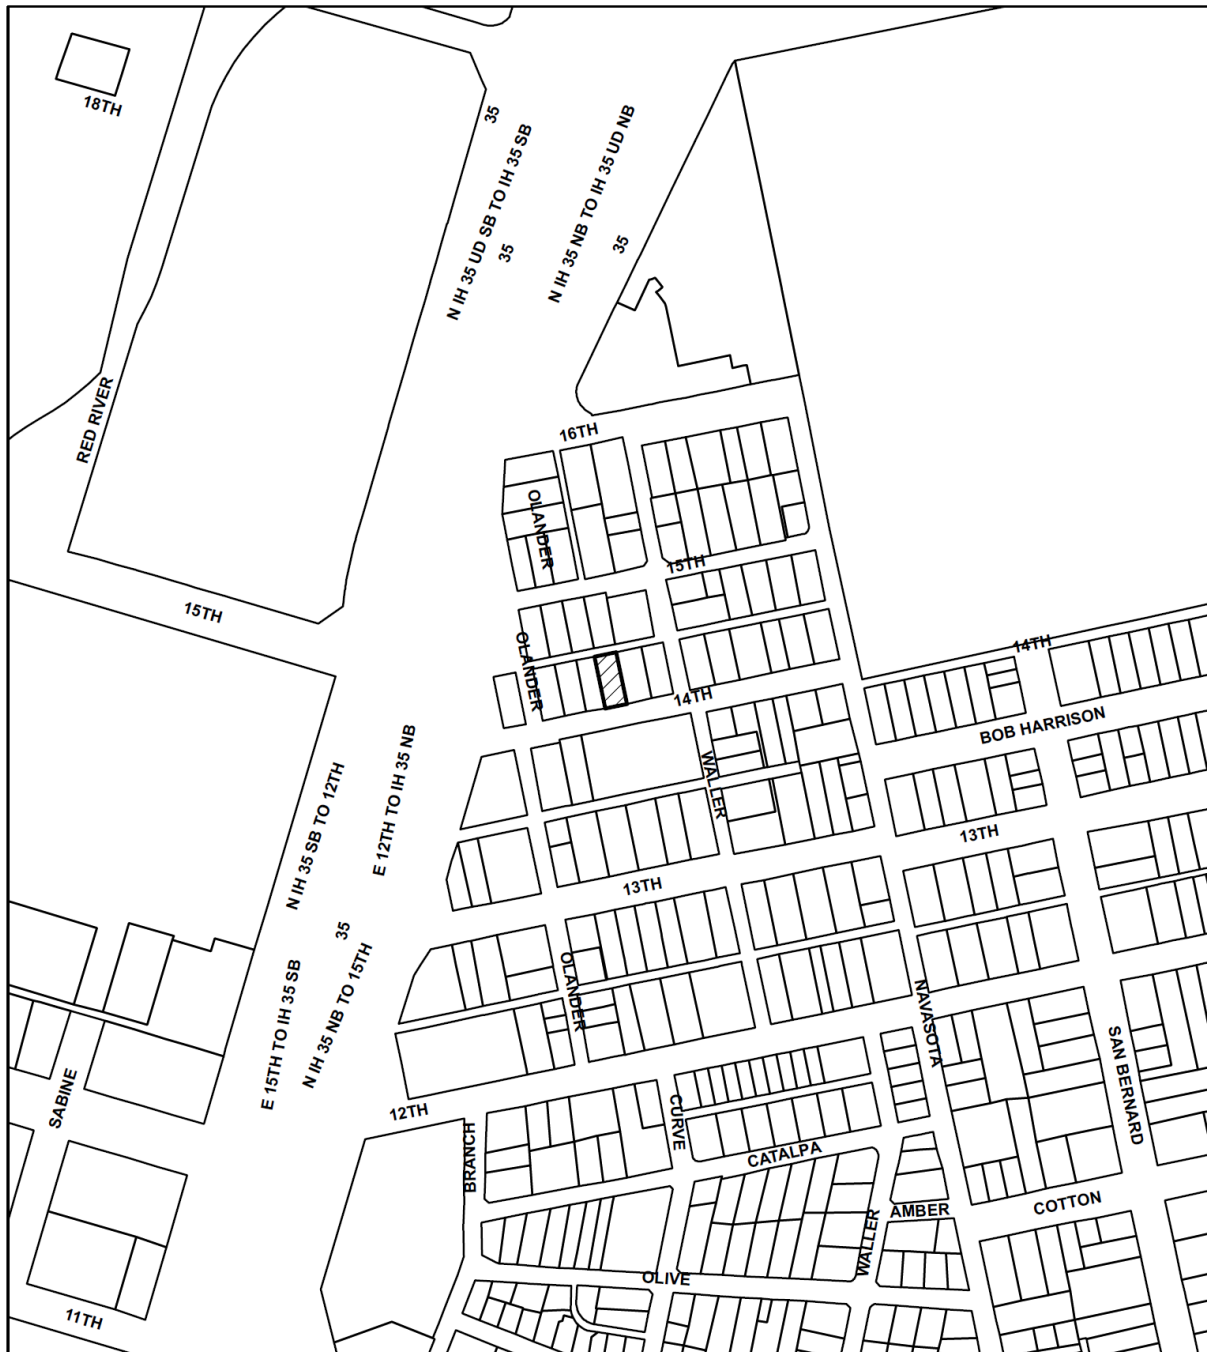 18TH
35
N IH 35 UD SB TO IH 35 SB
N IH 35 NB TO IH 35 UD NB
35
35
RED RIVER
16TH
OLANDER
15TH
15TH
OLANDER
14TH
14TH
BOB HARRISON
WALLER
N IH 35 SB TO 12TH
E 12TH TO IH 35 NB
13TH
13TH
35
E 15TH TO IH 35 SB
N IH 35 NB TO 15TH
OLANDER
NAVASOTA
SABINE
SAN BERNARD
12TH
CURVE
BRANCH
CATALPA
COTTON
AMBER
WALLER
OLIVE
11TH